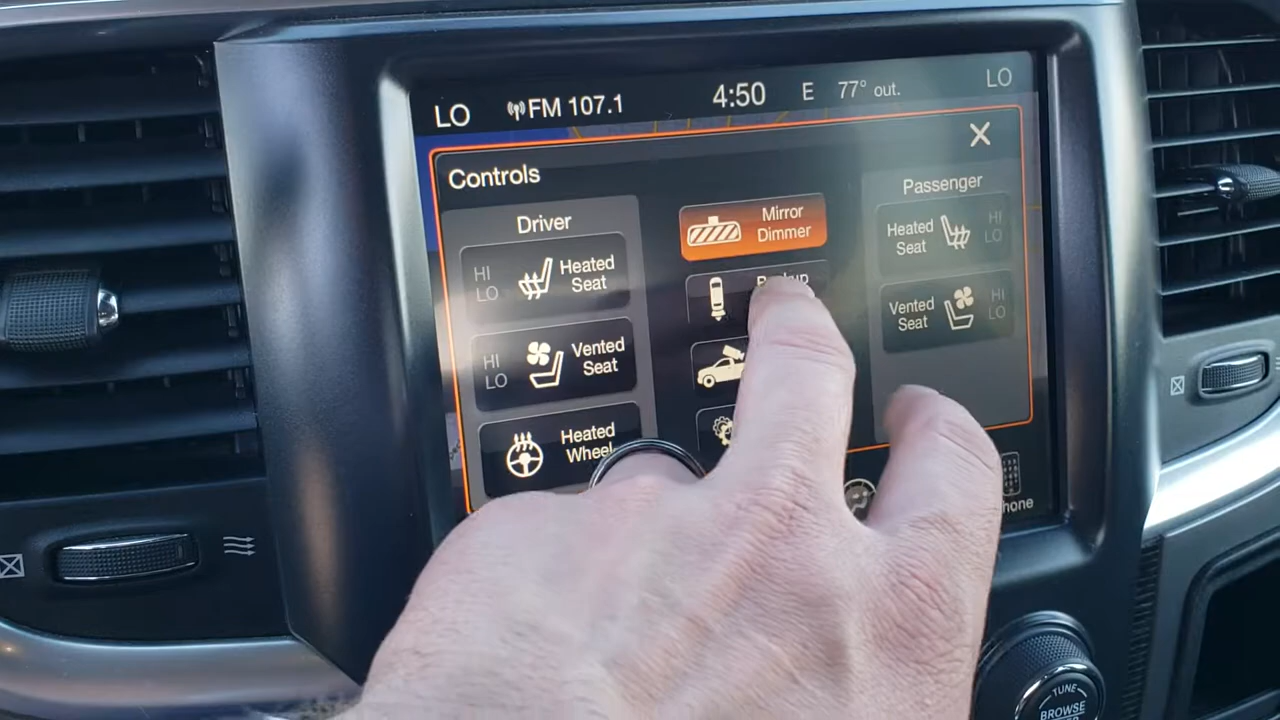 LO FM 107.1 4:50 E 77° out. LO
Controls X
Driver
HI
LO
Heated
Seat
HI
LO
Vented
Seat
Heated
Wheel
Mirror
Dimmer
Passenger
Heated
Seat
HI
LO
Vented
Seat
HI
LO
TUNE
BROWSE